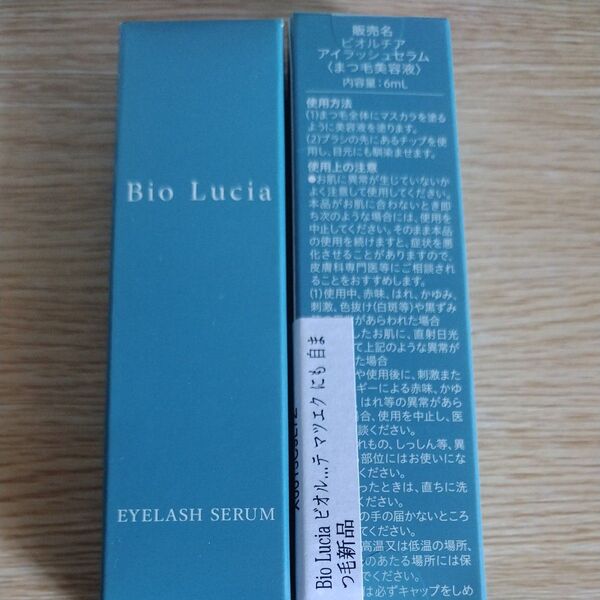 Bio Lucia
EYELASH SERUM
販売名
ビオルチア
アイラッシュセラム
〈まつ毛美容液〉
内容量:6mL
使用方法
(1)まつ毛全体にマスカラを塗る
ように美容液を塗ります。
(2)ブラシの先にあるチップを使
用し、目元にも馴染ませます。
使用上の注意
●お肌に異常が生じていないか
よく注意して使用してください。
本品がお肌に合わないとき即
ち次のような場合には、使用を
中止してください。そのまま本品
の使用を続けますと、症状を悪
化させることがありますので、
皮膚科専門医等にご相談され
ることをおすすめします。
(1)使用中、赤味、はれ、かゆみ、
刺激、色抜け(白斑等)や黒ずみ
があらわれた場合
したお肌に、直射日光
て上記のような異常が
た場合
や使用後に、刺激また
ギーによる赤味、かゆ
、はれ等の異常があら
合、使用を中止し、医
談ください。
れもの、しっしん等、異
部位にはお使いにな
ください。
ったときは、直ちに洗
ください。
の手の届かないところ
てください。
高温又は低温の場所、
のあたる場所には保
でください。
は必ずキャップをしめ
Bio Lucia ビオル...テ マツエク にも 自ま
つ毛新品